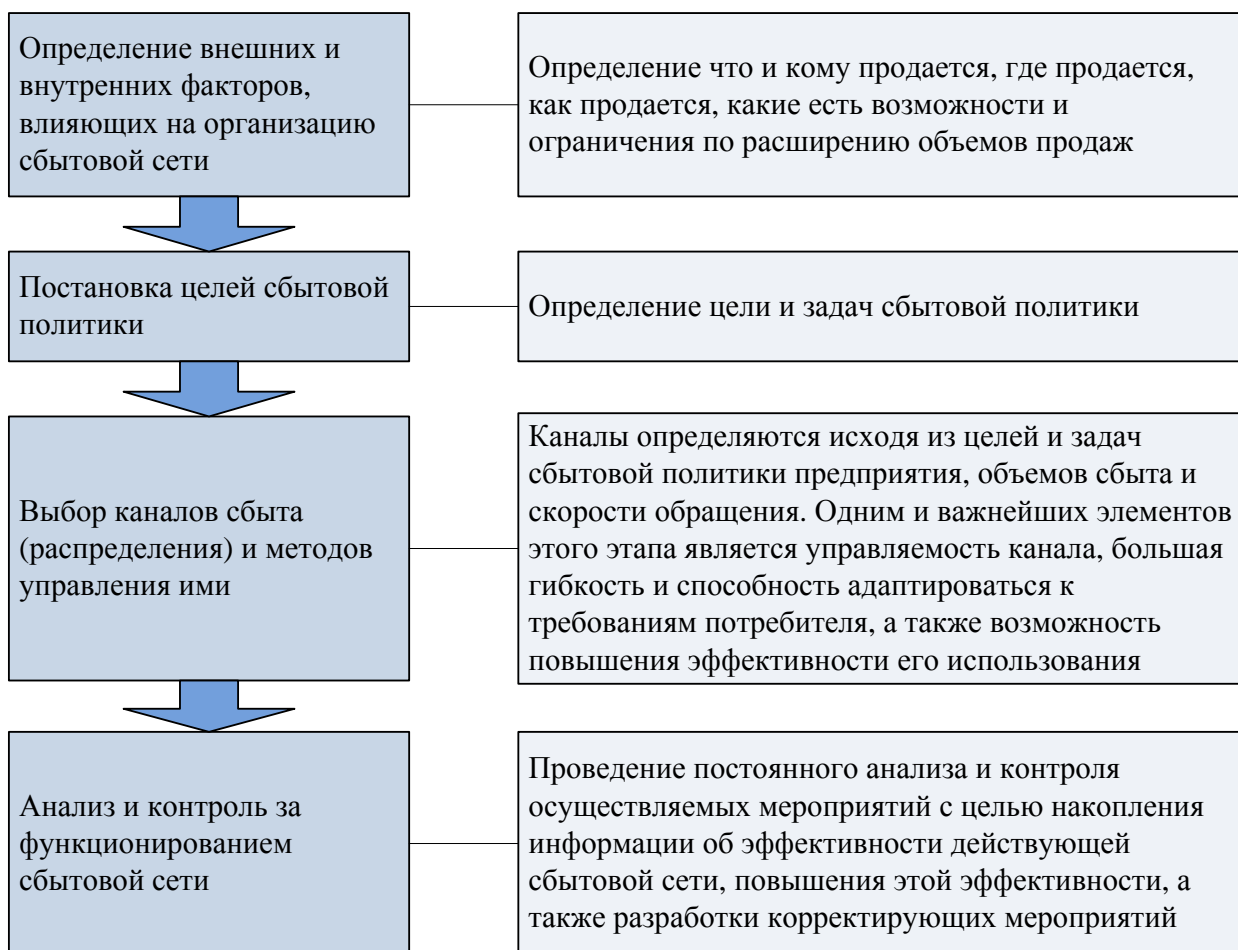 Определение внешних и
внутренних факторов,
влияющих на организацию
сбытовой сети
Определение что и кому продается, где продается,
как продается, какие есть возможности и
ограничения по расширению объемов продаж
Постановка целей сбытовой
политики
Определение цели и задач сбытовой политики
Выбор каналов сбыта
(распределения) и методов
управления ими
Каналы определяются исходя из целей и задач
сбытовой политики предприятия, объемов сбыта и
скорости обращения. Одним и важнейших элементов
этого этапа является управляемость канала, большая
гибкость и способность адаптироваться к
требованиям потребителя, а также возможность
повышения эффективности его использования
Анализ и контроль за
функционированием
сбытовой сети
Проведение постоянного анализа и контроля
осуществляемых мероприятий с целью накопления
информации об эффективности действующей
сбытовой сети, повышения этой эффективности, а
также разработки корректирующих мероприятий